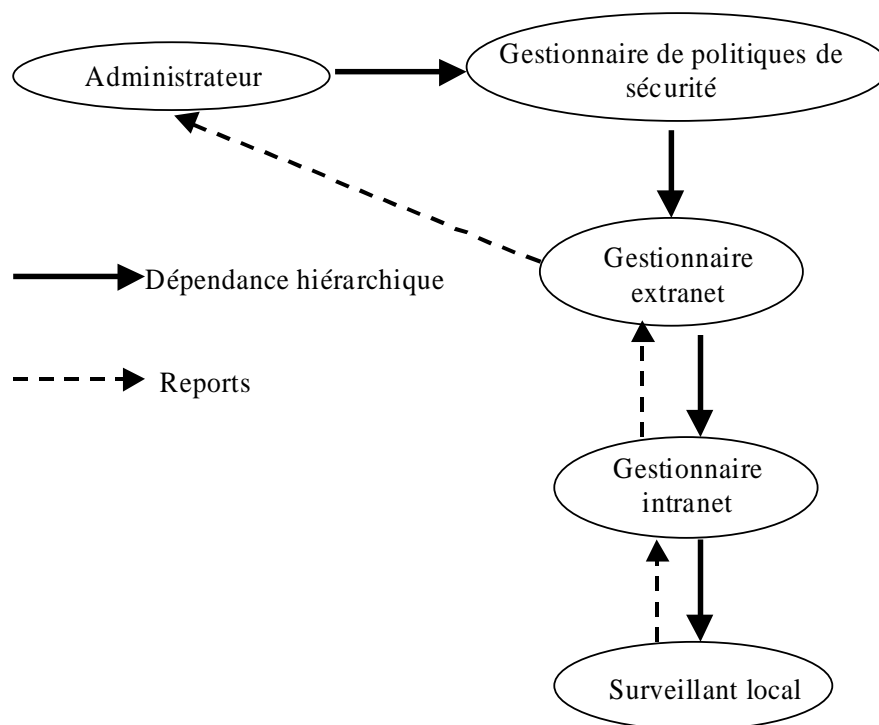 Administrateur
Gestionnaire de politiques de
sécurité
Gestionnaire
extranet
Dépendance hiérarchique
Reports
Gestionnaire
intranet
Surveillant local